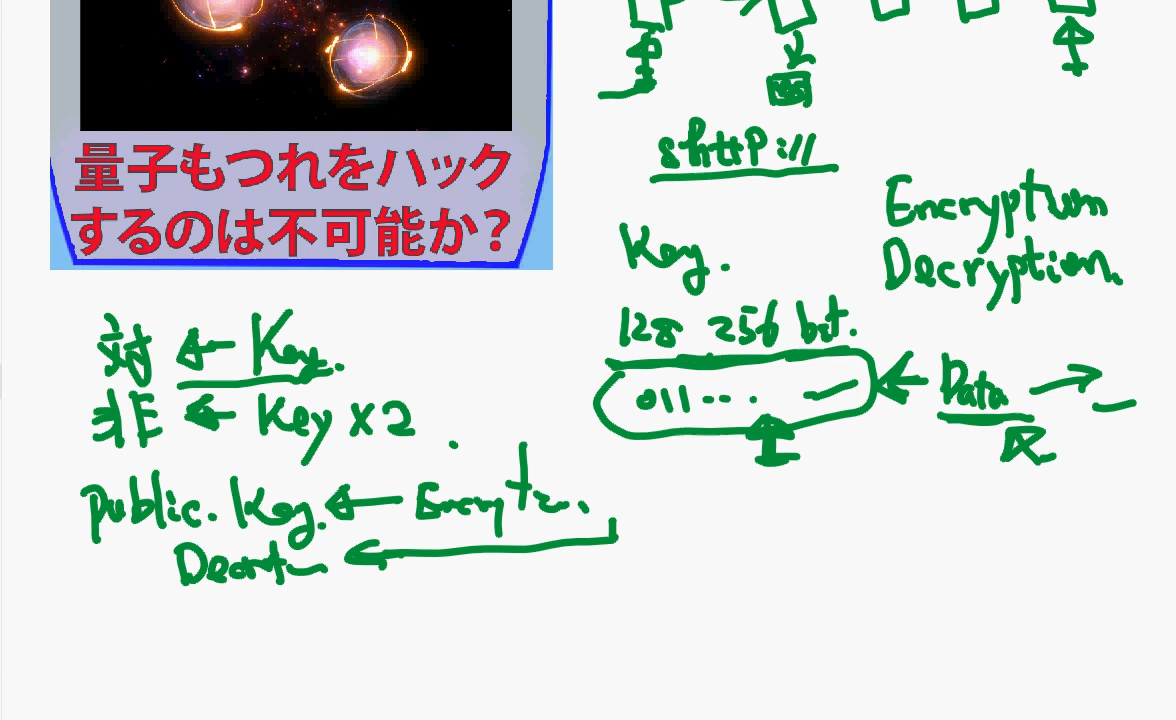 量子もつれをハック
するのは不可能か?
shttp://
Encryption
Decryption.
Key.
128 256 bit.
011...
Data
対 ← Key.
非 ← Key x2
public. Key. ←